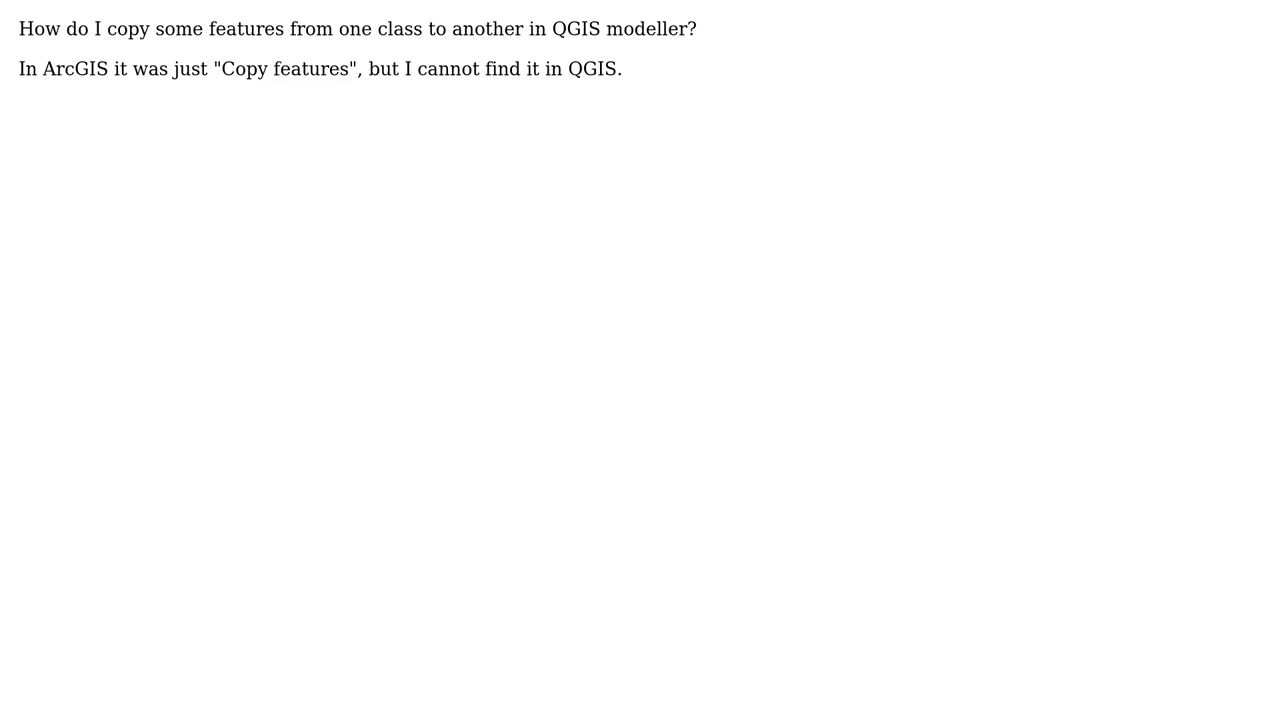 How do I copy some features from one class to another in QGIS modeller?
In ArcGIS it was just "Copy features", but I cannot find it in QGIS.